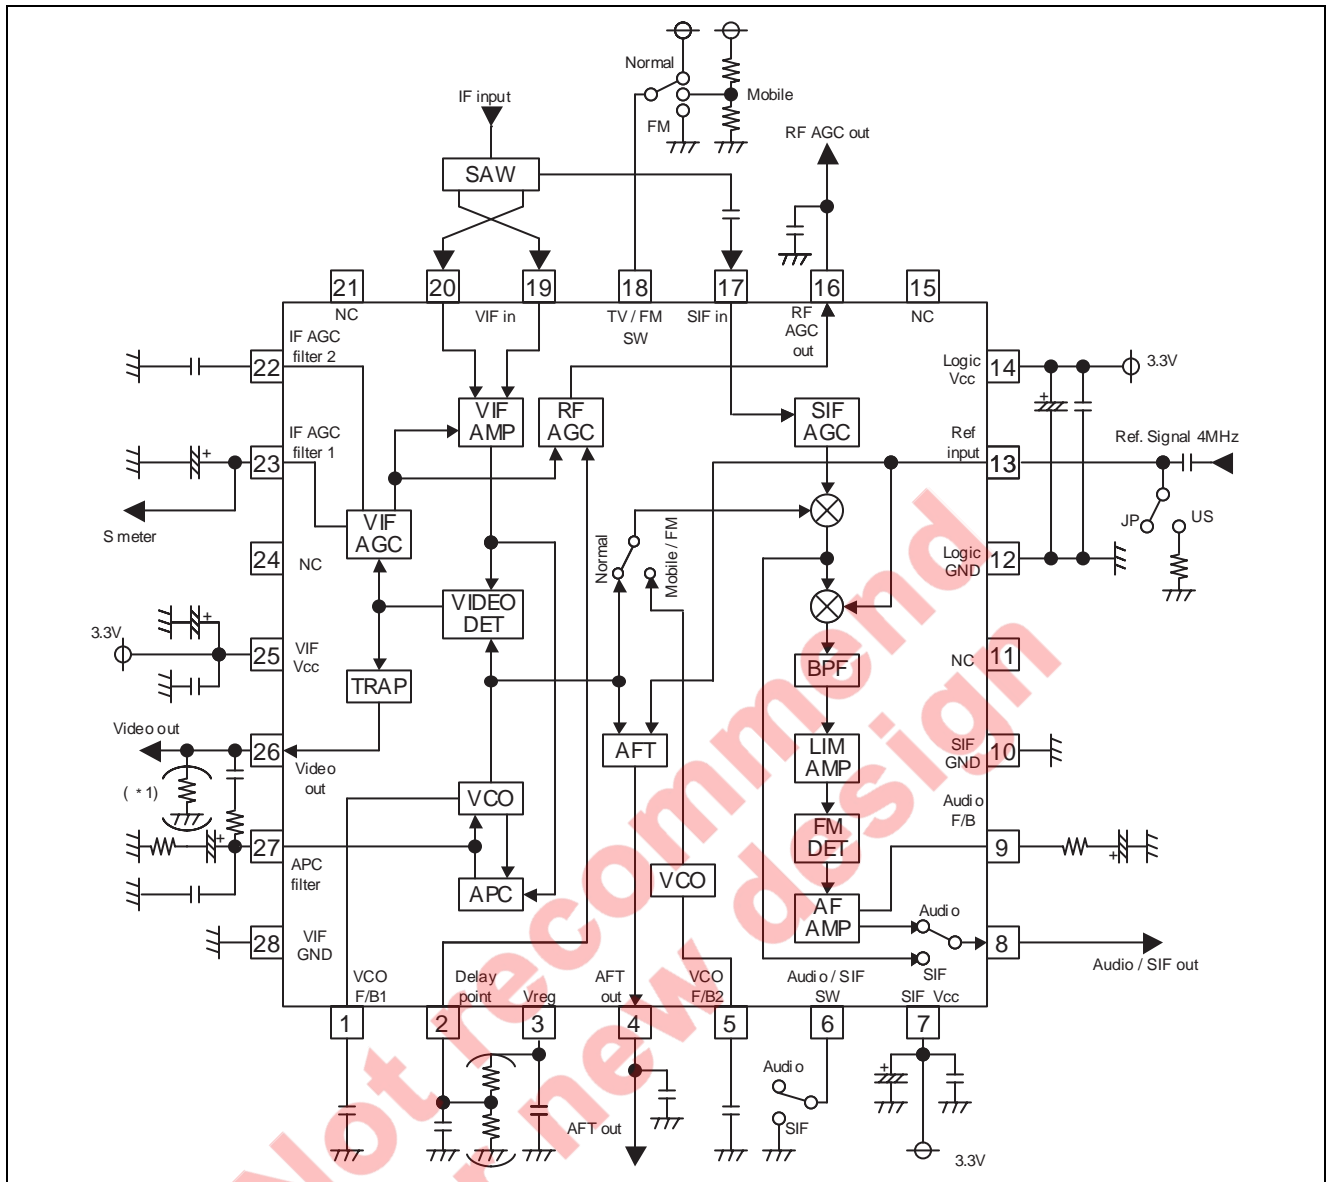 Normal
IF input
Mobile
FM
RF AGC out
SAW
21
20
19
18
17
16
15
NC
VIF in
TV / FM
SW
SIF in
RF
AGC
out
NC
IF AGC
filter 2
22
Logic
Vcc
14
3.3V
VIF
AMP
RF
AGC
SIF
AGC
IF AGC
filter 1
23
Ref
input
13
Ref. Signal 4MHz
S meter
VIF
AGC
JP
US
24
NC
Normal
Mobile / FM
Logic
GND
12
VIDEO
DET
3.3V
25
VIF
Vcc
TRAP
BPF
NC
11
Video out
26
Video
out
AFT
LIM
AMP
SIF
GND
10
( *1)
VCO
Audio
F/B
27
APC
filter
FM
DET
9
APC
VCO
AF
AMP
Audio
28
VIF
GND
8
SIF
Audio / SIF out
VCO
F/B1
Delay
point
Vreg
AFT
out
VCO
F/B2
Audio / SIF
SW
SIF Vcc
1
2
3
4
5
6
7
Audio
AFT out
SIF
3.3V
Not recommend
r new design